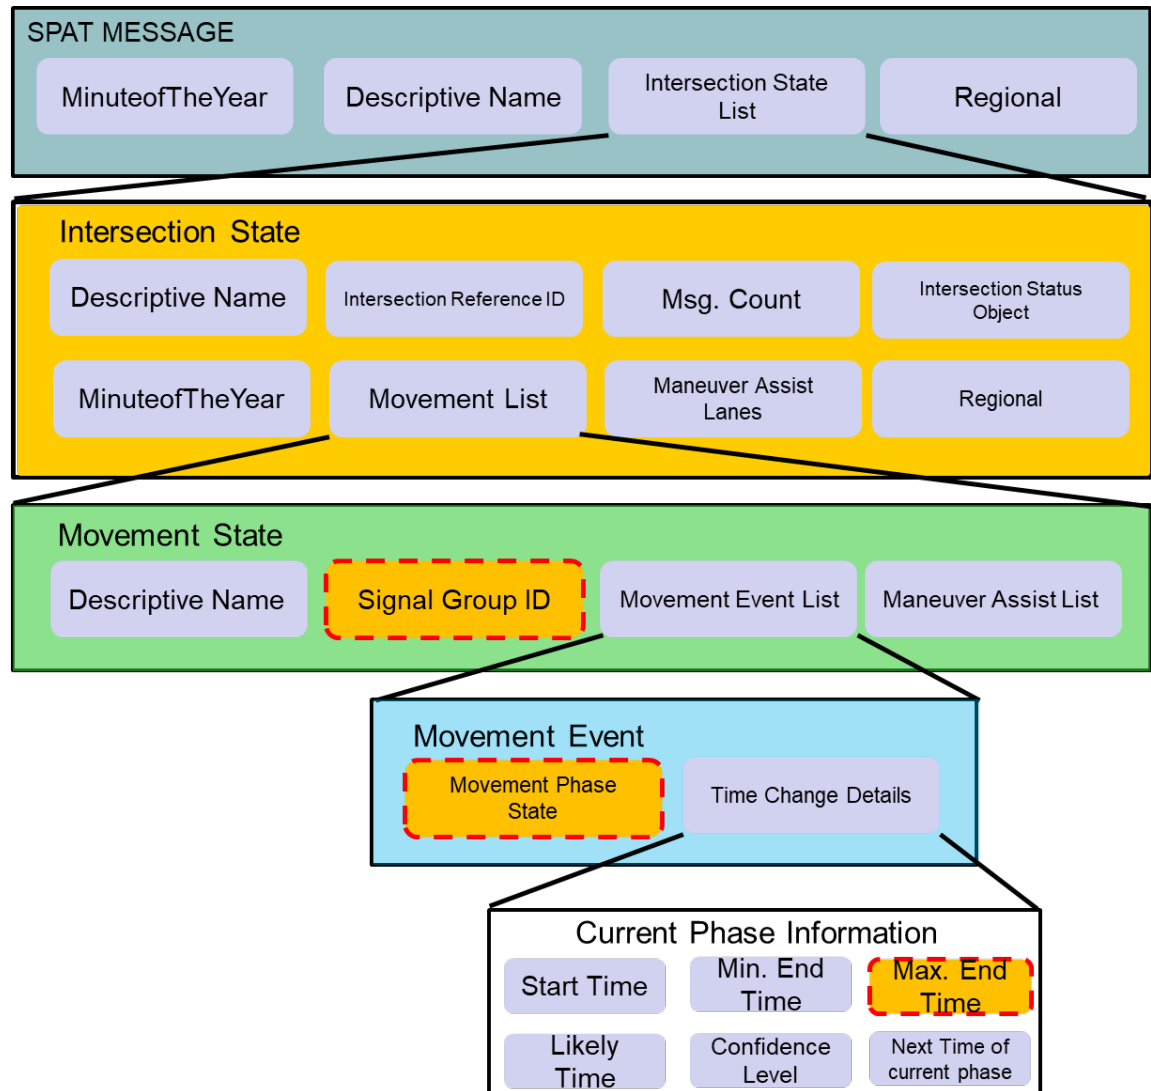 SPAT MESSAGE
MinuteofTheYear
Descriptive Name
Intersection State
List
Regional
Intersection State
Descriptive Name
Intersection Reference ID
Msg. Count
Intersection Status
Object
MinuteofTheYear
Movement List
Maneuver Assist
Lanes
Regional
Movement State
Descriptive Name
Signal Group ID
Movement Event List
Maneuver Assist List
Movement Event
Movement Phase
State
Time Change Details
Current Phase Information
Start Time
Min. End
Time
Max. End
Time
Likely
Time
Confidence
Level
Next Time of
current phase